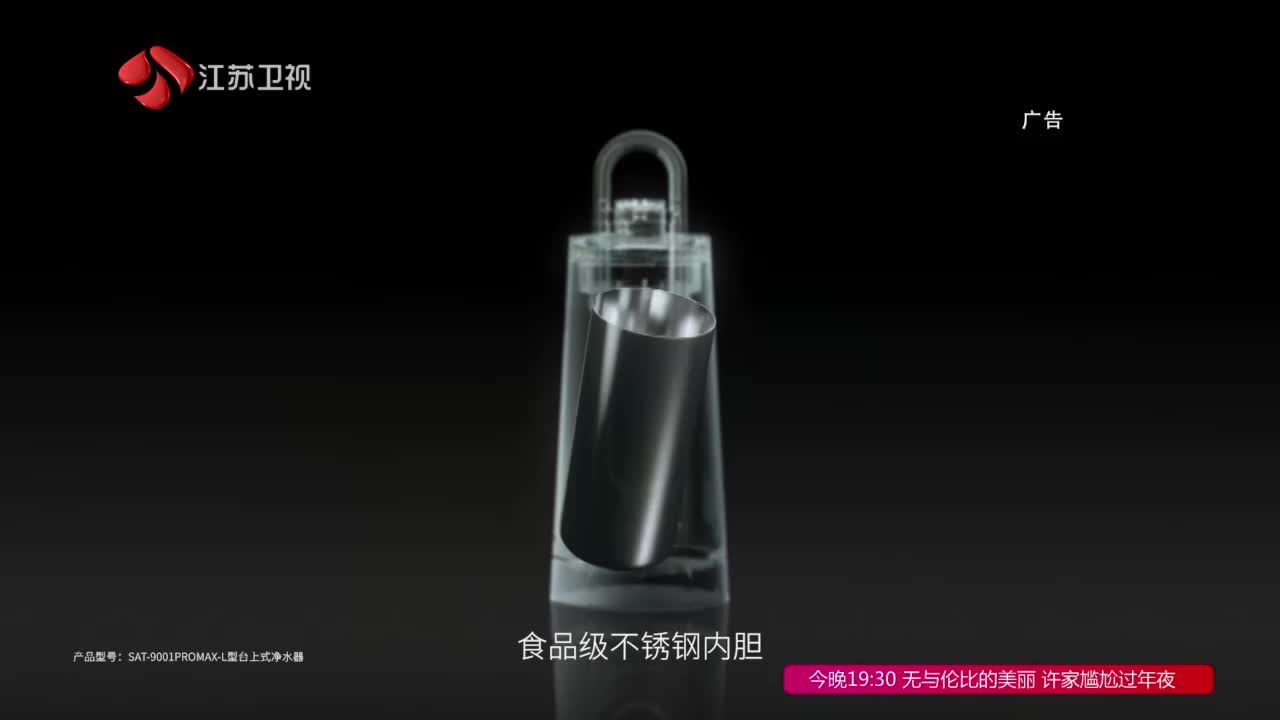 江苏卫视
广告
食品级不锈钢内胆
产品型号：SAT-9001PROMAX-L型台上式净水器
今晚19:30 无与伦比的美丽 许家尴尬过年夜